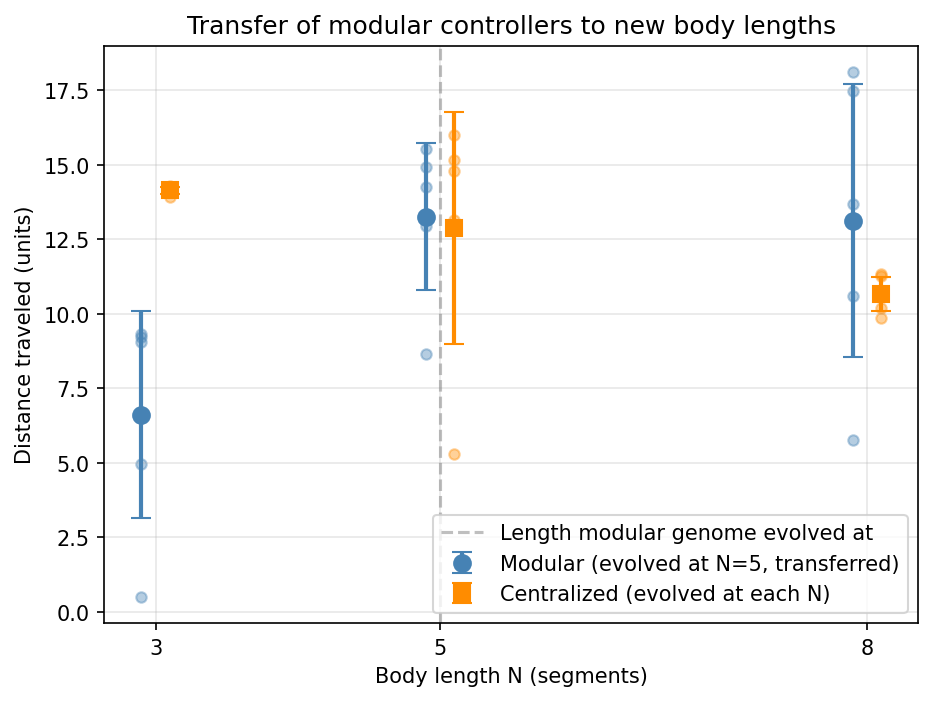 Transfer of modular controllers to new body lengths
Distance traveled (units)
17.5
15.0
12.5
10.0
7.5
5.0
2.5
0.0
Length modular genome evolved at
Modular (evolved at N=5, transferred)
Centralized (evolved at each N)
3
5
8
Body length N (segments)